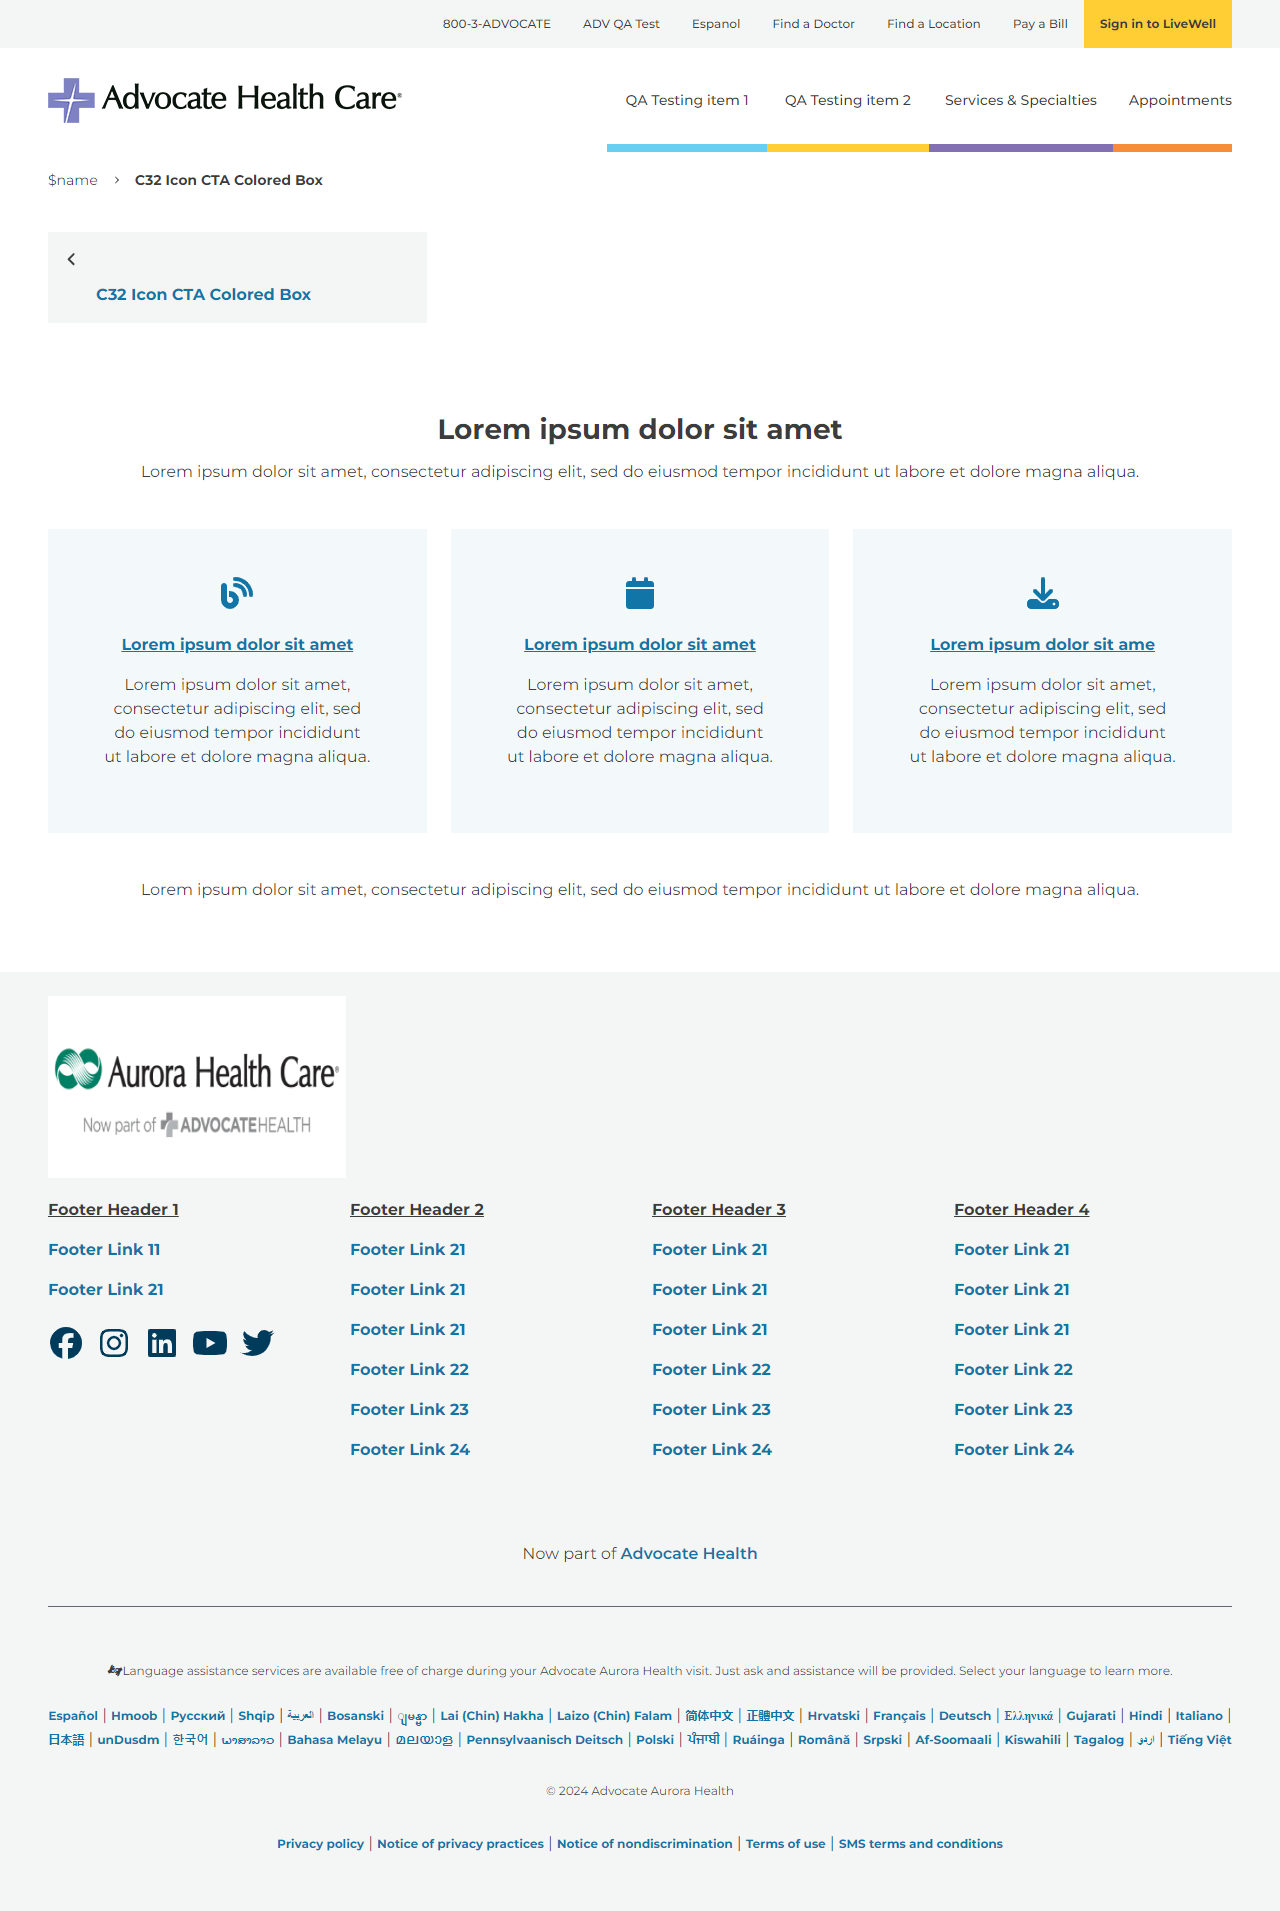 800-3-ADVOCATE ADV QA Test Espanol Find a Doctor Find a Location Pay a Bill Sign in to LiveWell
Advocate Health Care®
QA Testing item 1 QA Testing item 2 Services & Specialties Appointments
$name > C32 Icon CTA Colored Box
C32 Icon CTA Colored Box
Lorem ipsum dolor sit amet
Lorem ipsum dolor sit amet, consectetur adipiscing elit, sed do eiusmod tempor incididunt ut labore et dolore magna aliqua.
Lorem ipsum dolor sit amet
Lorem ipsum dolor sit amet,
consectetur adipiscing elit, sed
do eiusmod tempor incididunt
ut labore et dolore magna aliqua.
Lorem ipsum dolor sit amet
Lorem ipsum dolor sit amet,
consectetur adipiscing elit, sed
do eiusmod tempor incididunt
ut labore et dolore magna aliqua.
Lorem ipsum dolor sit ame
Lorem ipsum dolor sit amet,
consectetur adipiscing elit, sed
do eiusmod tempor incididunt
ut labore et dolore magna aliqua.
Lorem ipsum dolor sit amet, consectetur adipiscing elit, sed do eiusmod tempor incididunt ut labore et dolore magna aliqua.
Aurora Health Care®
Now part of ADVOCATEHEALTH
Footer Header 1
Footer Link 11
Footer Link 21
Footer Header 2
Footer Link 21
Footer Link 21
Footer Link 21
Footer Link 22
Footer Link 23
Footer Link 24
Footer Header 3
Footer Link 21
Footer Link 21
Footer Link 21
Footer Link 22
Footer Link 23
Footer Link 24
Footer Header 4
Footer Link 21
Footer Link 21
Footer Link 21
Footer Link 22
Footer Link 23
Footer Link 24
Now part of Advocate Health
Language assistance services are available free of charge during your Advocate Aurora Health visit. Just ask and assistance will be provided. Select your language to learn more.
Español | Hmoob | Русский | Shqip | العربية | Bosanski | ျမန္မာ | Lai (Chin) Hakha | Laizo (Chin) Falam | 简体中文 | 正體中文 | Hrvatski | Français | Deutsch | Ελληνικά | Gujarati | Hindi | Italiano |
日本語 | unDusdm | 한국어 | ພາສາລາວ | Bahasa Melayu | മലയാള | Pennsylvaanisch Deitsch | Polski | ਪੰਜਾਬੀ | Ruáinga | Română | Srpski | Af-Soomaali | Kiswahili | Tagalog | اردو | Tiếng Việt
© 2024 Advocate Aurora Health
Privacy policy | Notice of privacy practices | Notice of nondiscrimination | Terms of use | SMS terms and conditions